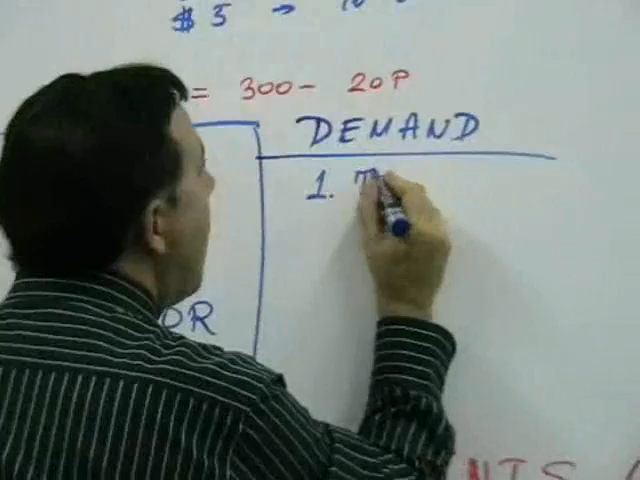 $5 →
= 300 - 20P
DEMAND
1.
OR
NTS